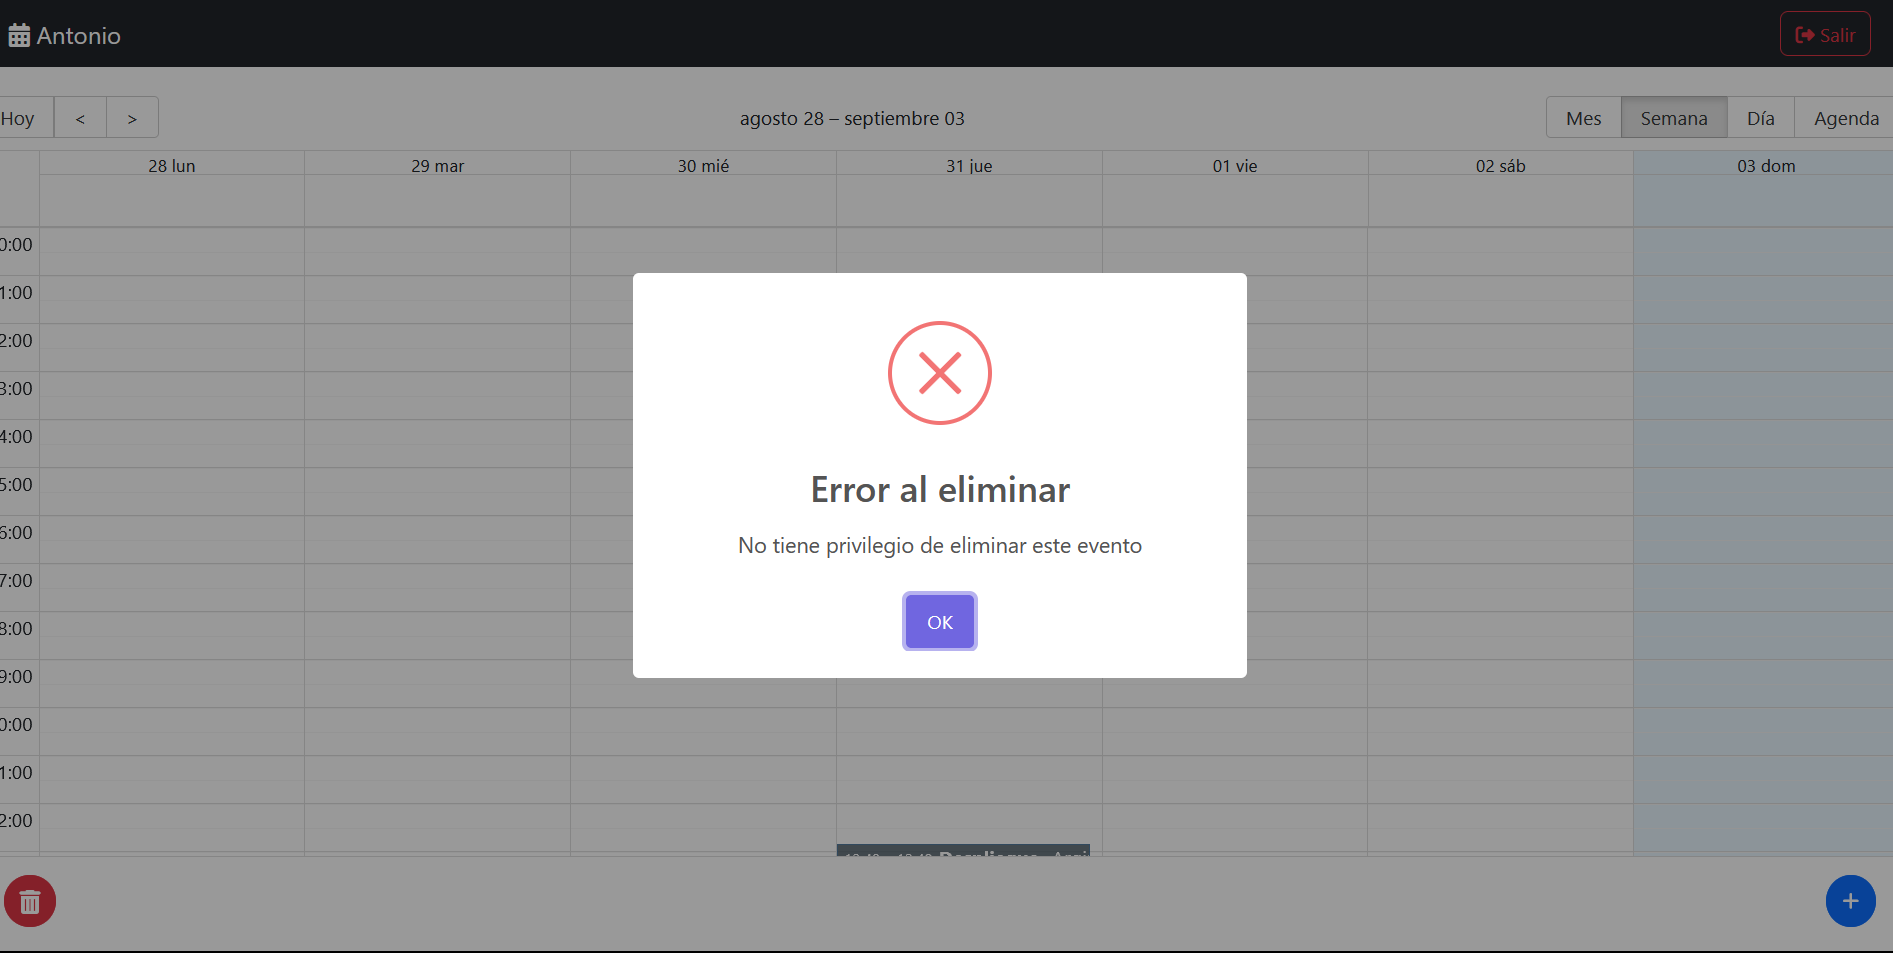 Antonio
Salir
Hoy < >
agosto 28 – septiembre 03
Mes Semana Día Agenda
28 lun 29 mar 30 mié 31 jue 01 vie 02 sáb 03 dom
0:00
1:00
2:00
3:00
4:00
5:00
6:00
7:00
8:00
9:00
0:00
1:00
2:00
Error al eliminar
No tiene privilegio de eliminar este evento
OK
+